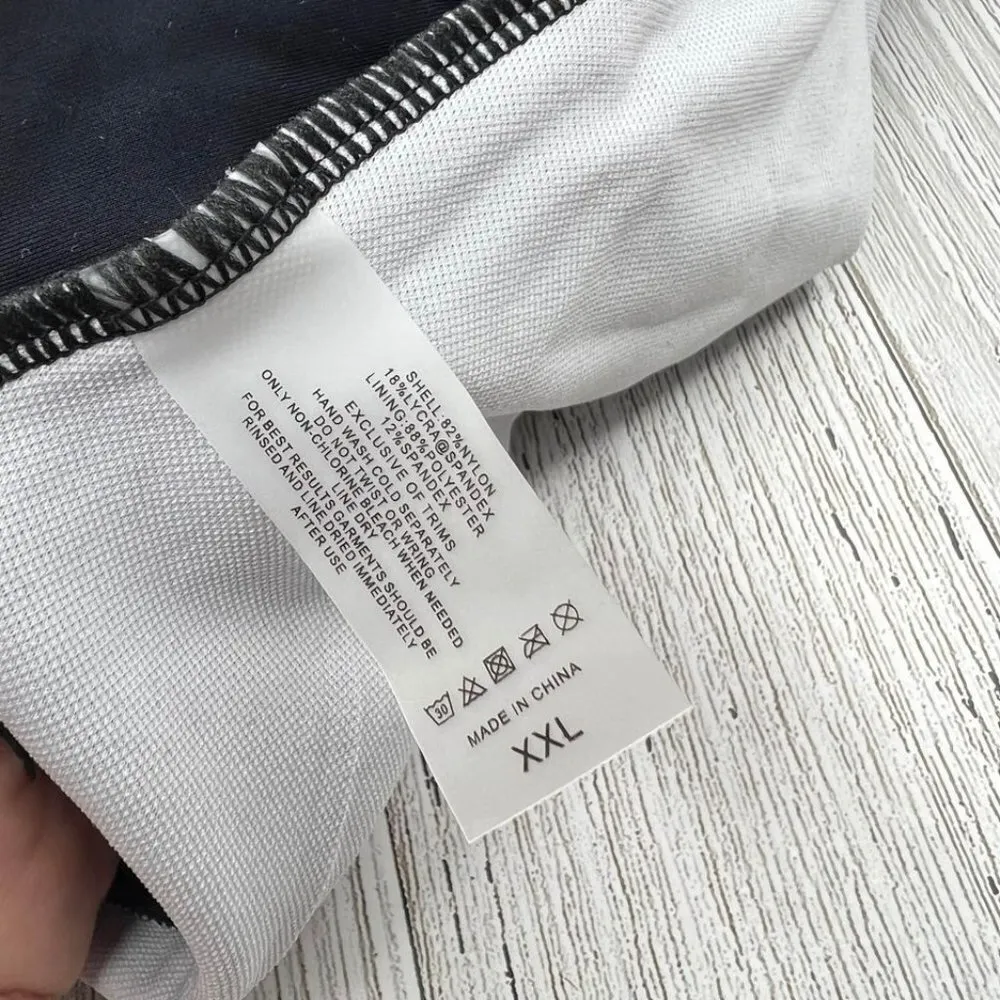 SHELL:82%NYLON
18%LYCRA@SPANDEX
LINING:88%POLYESTER
12%SPANDEX
EXCLUSIVE OF TRIMS
HAND WASH COLD SEPARATELY
DO NOT TWIST OR WRING
ONLY NON-CHLORINE BLEACH WHEN NEEDED
LINE DRY
FOR BEST RESULTS GARMENTS SHOULD BE
RINSED AND LINE DRIED IMMEDIATELY
AFTER USE
30
MADE IN CHINA
XXL